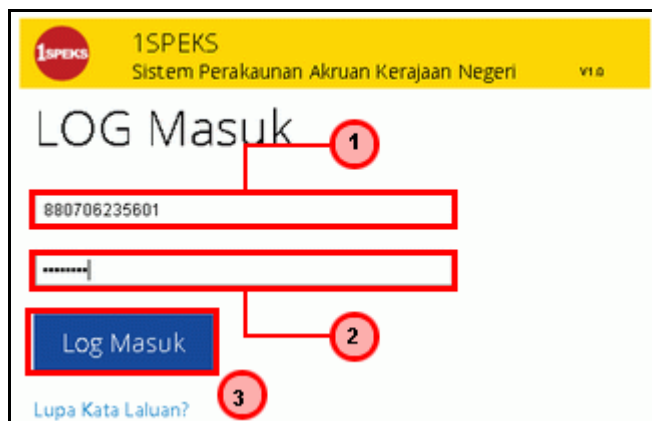 1SPEKS
1SPEKS
Sistem Perakaunan Akruan Kerajaan Negeri
V1.0
LOG Masuk
1
880706235601
••••••••
2
Log Masuk
3
Lupa Kata Laluan?